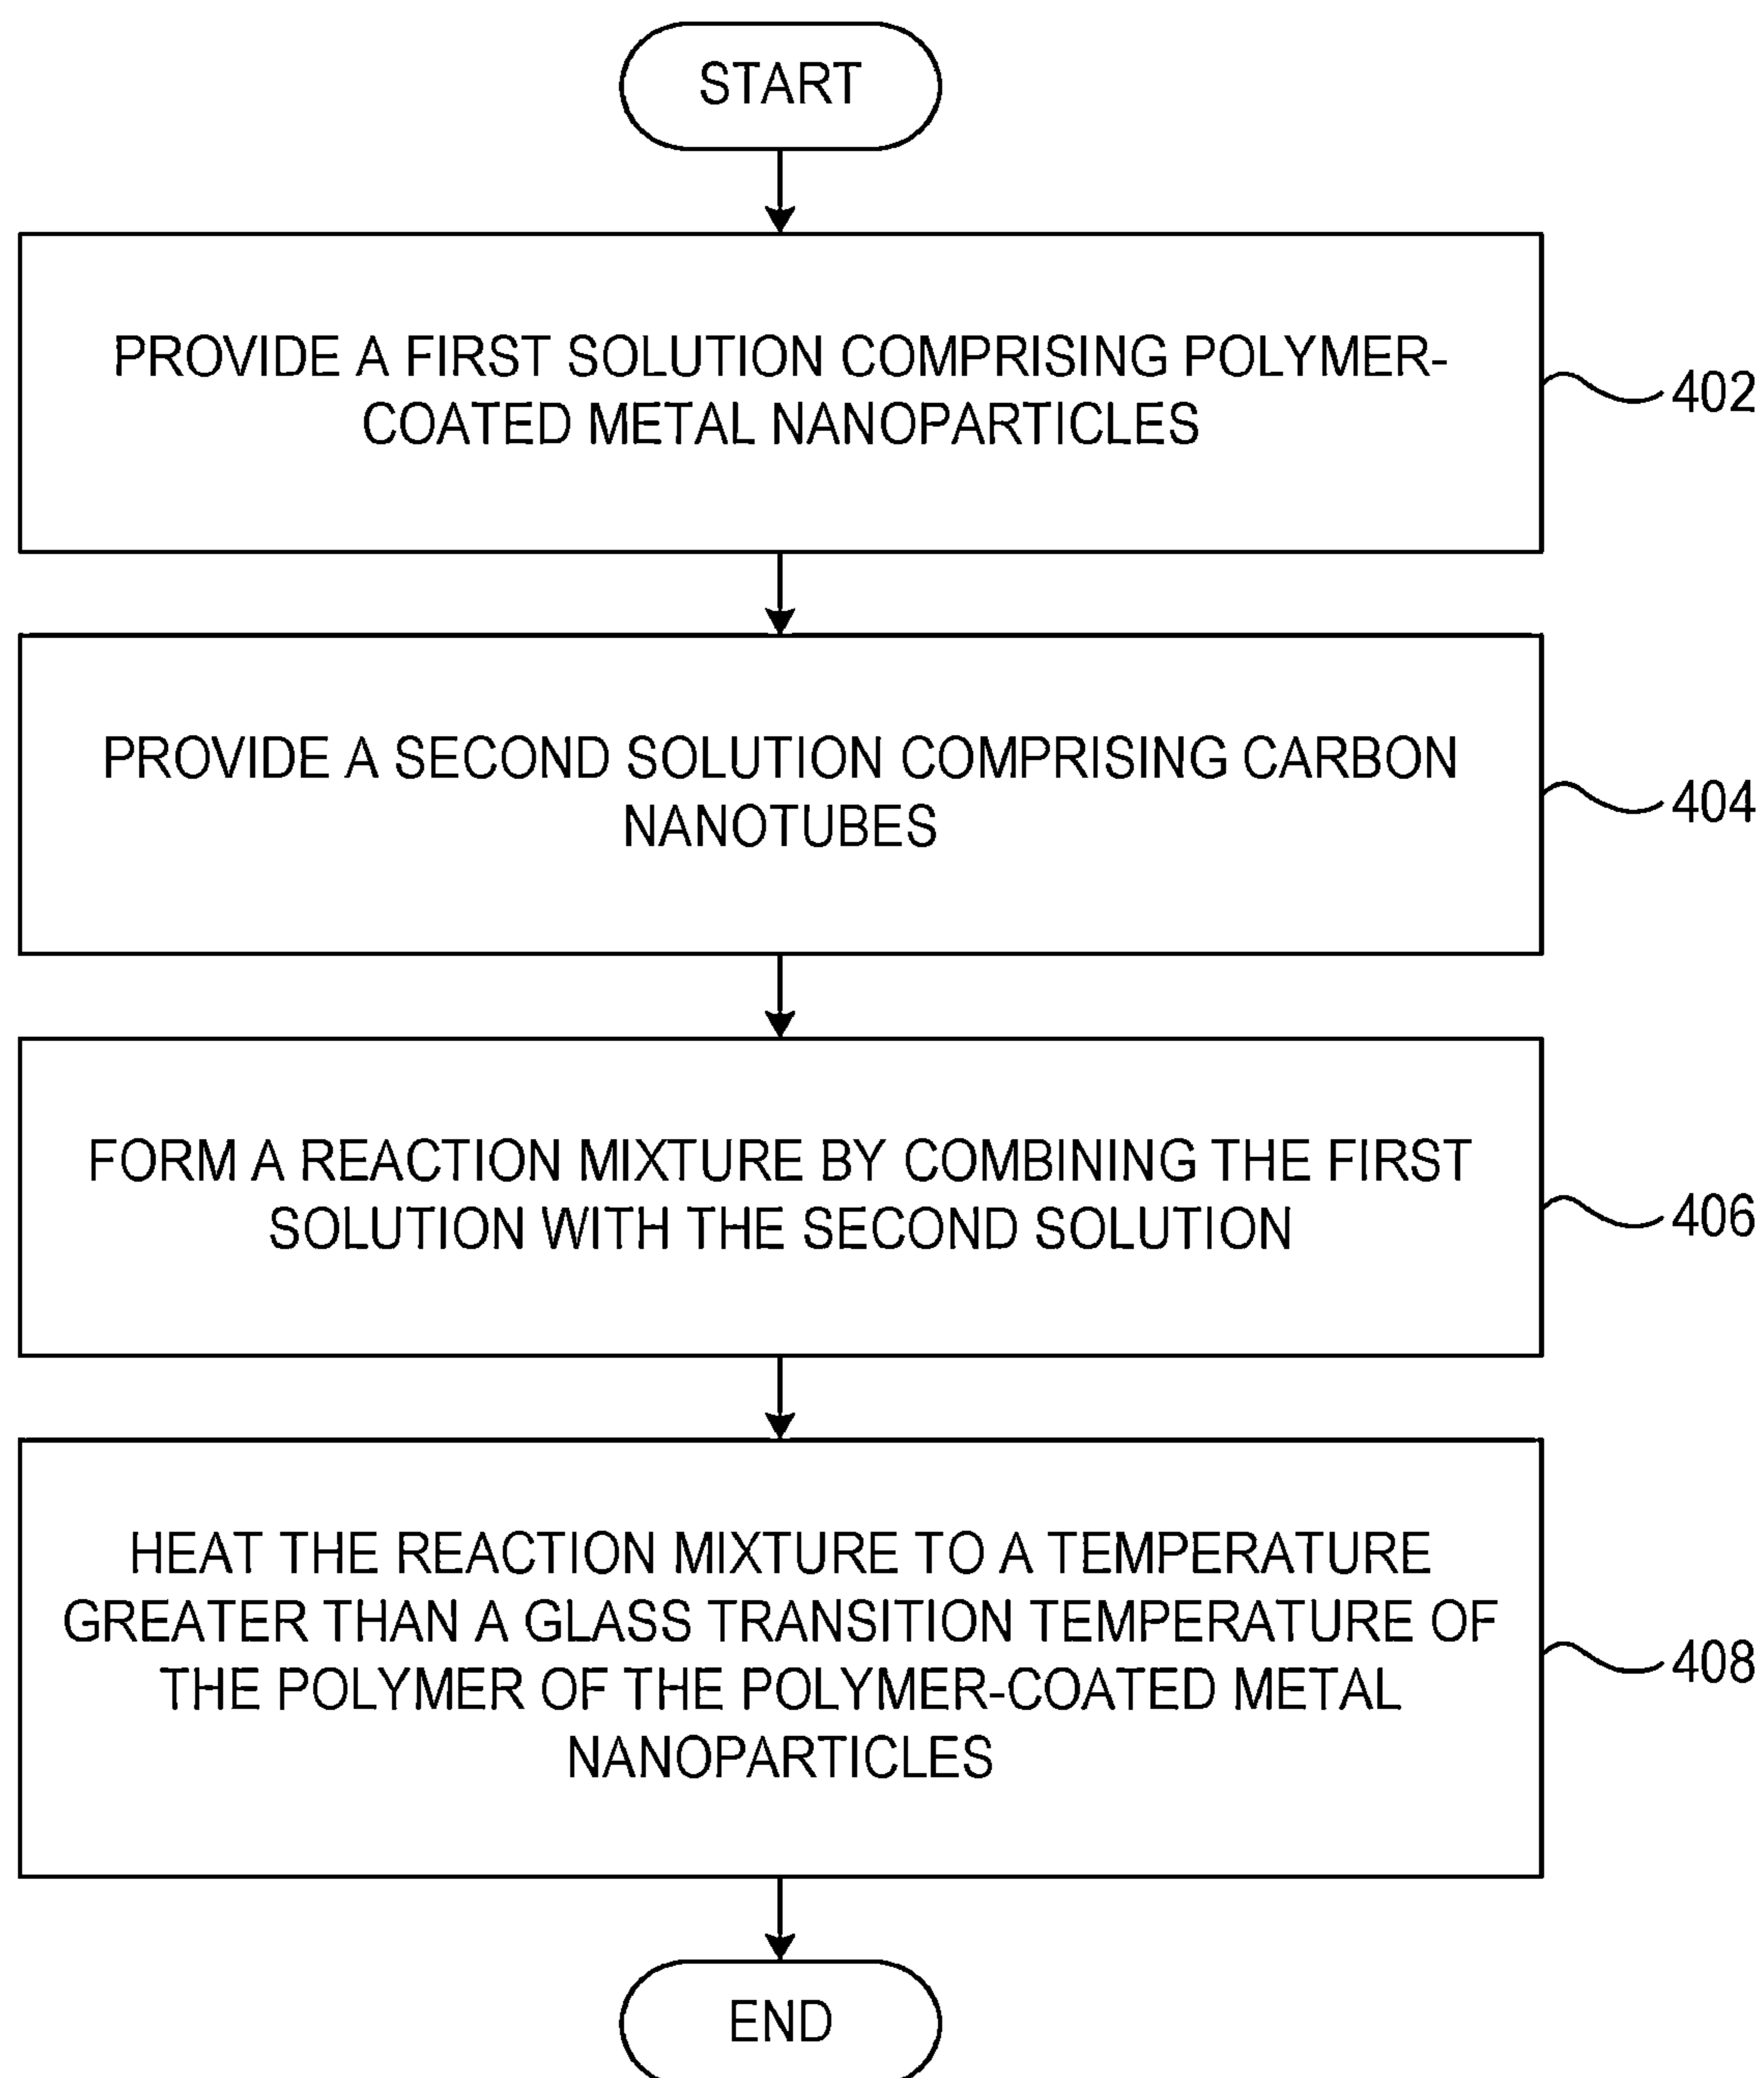 START
PROVIDE A FIRST SOLUTION COMPRISING POLYMER-
COATED METAL NANOPARTICLES
402
PROVIDE A SECOND SOLUTION COMPRISING CARBON
NANOTUBES
404
FORM A REACTION MIXTURE BY COMBINING THE FIRST
SOLUTION WITH THE SECOND SOLUTION
406
HEAT THE REACTION MIXTURE TO A TEMPERATURE
GREATER THAN A GLASS TRANSITION TEMPERATURE OF
THE POLYMER OF THE POLYMER-COATED METAL
NANOPARTICLES
408
END